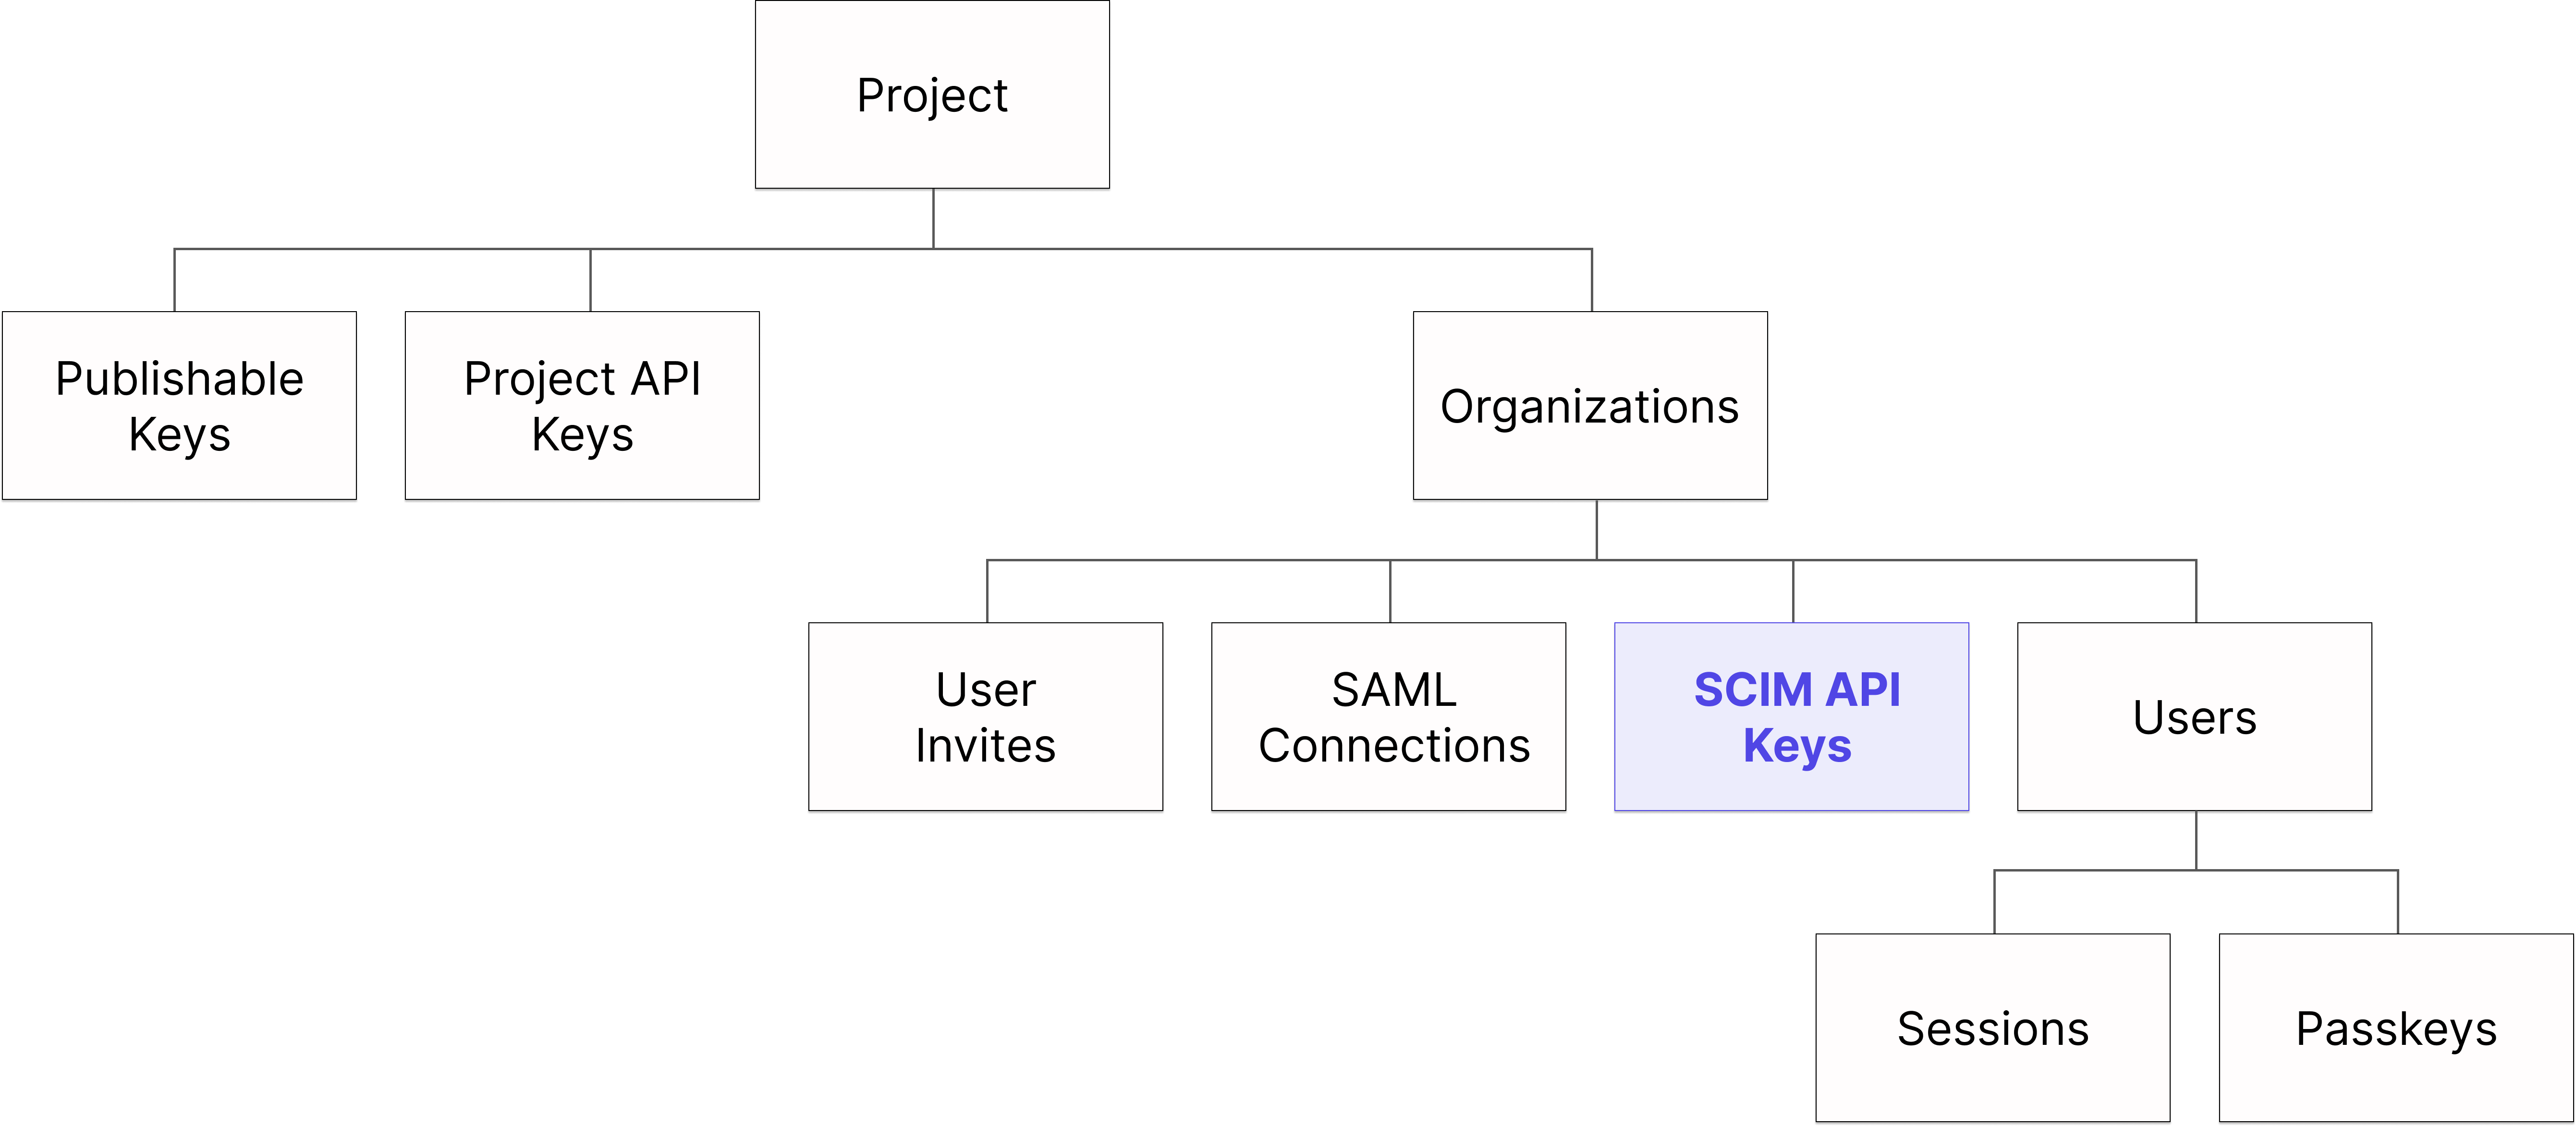 Project
Publishable
Keys
Project API
Keys
Organizations
User
Invites
SAML
Connections
SCIM API
Keys
Users
Sessions
Passkeys